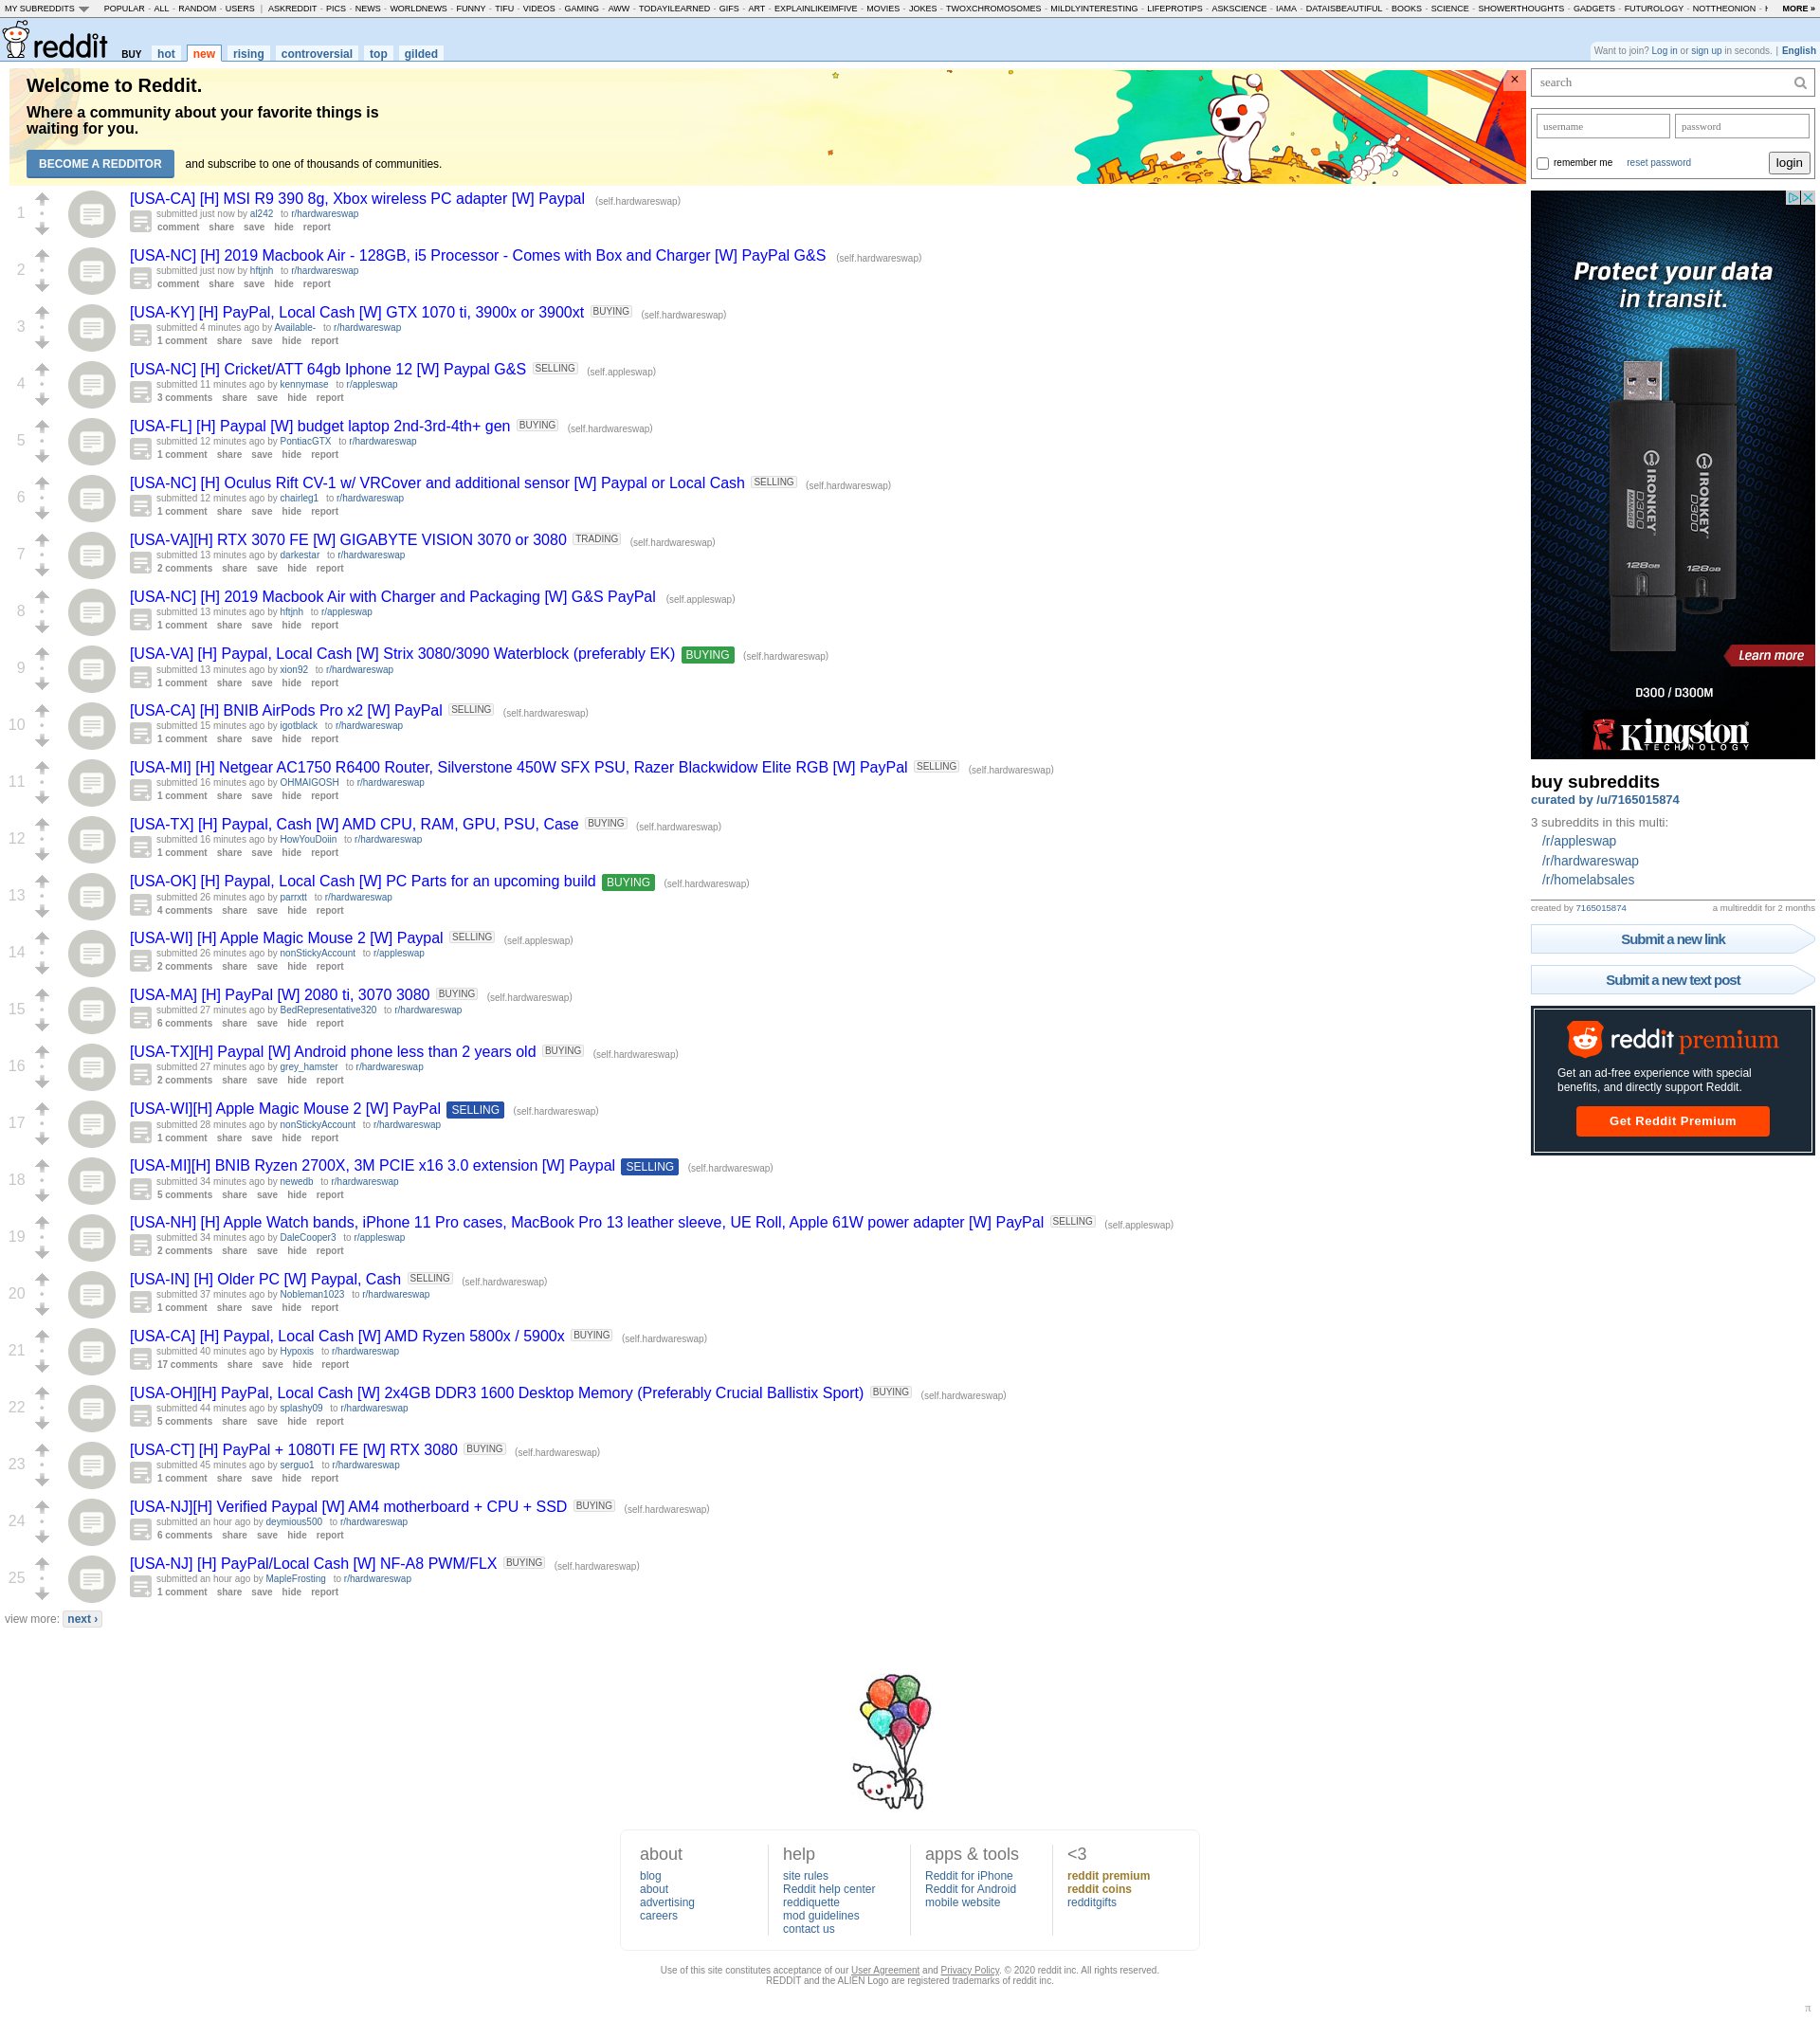 MY SUBREDDITS POPULAR - ALL - RANDOM - USERS | ASKREDDIT - PICS - NEWS - WORLDNEWS - FUNNY - TIFU - VIDEOS - GAMING - AWW - TODAYILEARNED - GIFS - ART - EXPLAINLIKEIMFIVE - MOVIES - JOKES - TWOXCHROMOSOMES - MILDLYINTERESTING - LIFEPROTIPS - ASKSCIENCE - IAMA - DATAISBEAUTIFUL - BOOKS - SCIENCE - SHOWERTHOUGHTS - GADGETS - FUTUROLOGY - NOTTHEONION - MORE »
reddit BUY hot new rising controversial top gilded
Want to join? Log in or sign up in seconds. | English
Welcome to Reddit.
Where a community about your favorite things is
waiting for you.
BECOME A REDDITOR and subscribe to one of thousands of communities.
×
1
[USA-CA] [H] MSI R9 390 8g, Xbox wireless PC adapter [W] Paypal (self.hardwareswap)
submitted just now by al242 to r/hardwareswap
comment share save hide report
2
[USA-NC] [H] 2019 Macbook Air - 128GB, i5 Processor - Comes with Box and Charger [W] PayPal G&S (self.hardwareswap)
submitted just now by hftjnh to r/hardwareswap
comment share save hide report
3
[USA-KY] [H] PayPal, Local Cash [W] GTX 1070 ti, 3900x or 3900xt BUYING (self.hardwareswap)
submitted 4 minutes ago by Available- to r/hardwareswap
1 comment share save hide report
4
[USA-NC] [H] Cricket/ATT 64gb Iphone 12 [W] Paypal G&S SELLING (self.appleswap)
submitted 11 minutes ago by kennymase to r/appleswap
3 comments share save hide report
5
[USA-FL] [H] Paypal [W] budget laptop 2nd-3rd-4th+ gen BUYING (self.hardwareswap)
submitted 12 minutes ago by PontiacGTX to r/hardwareswap
1 comment share save hide report
6
[USA-NC] [H] Oculus Rift CV-1 w/ VRCover and additional sensor [W] Paypal or Local Cash SELLING (self.hardwareswap)
submitted 12 minutes ago by chairleg1 to r/hardwareswap
1 comment share save hide report
7
[USA-VA][H] RTX 3070 FE [W] GIGABYTE VISION 3070 or 3080 TRADING (self.hardwareswap)
submitted 13 minutes ago by darkestar to r/hardwareswap
2 comments share save hide report
8
[USA-NC] [H] 2019 Macbook Air with Charger and Packaging [W] G&S PayPal (self.appleswap)
submitted 13 minutes ago by hftjnh to r/appleswap
1 comment share save hide report
9
[USA-VA] [H] Paypal, Local Cash [W] Strix 3080/3090 Waterblock (preferably EK) BUYING (self.hardwareswap)
submitted 13 minutes ago by xion92 to r/hardwareswap
1 comment share save hide report
10
[USA-CA] [H] BNIB AirPods Pro x2 [W] PayPal SELLING (self.hardwareswap)
submitted 15 minutes ago by igotblack to r/hardwareswap
1 comment share save hide report
11
[USA-MI] [H] Netgear AC1750 R6400 Router, Silverstone 450W SFX PSU, Razer Blackwidow Elite RGB [W] PayPal SELLING (self.hardwareswap)
submitted 16 minutes ago by OHMAIGOSH to r/hardwareswap
1 comment share save hide report
12
[USA-TX] [H] Paypal, Cash [W] AMD CPU, RAM, GPU, PSU, Case BUYING (self.hardwareswap)
submitted 16 minutes ago by HowYouDoiin to r/hardwareswap
1 comment share save hide report
13
[USA-OK] [H] Paypal, Local Cash [W] PC Parts for an upcoming build BUYING (self.hardwareswap)
submitted 26 minutes ago by parrxtt to r/hardwareswap
4 comments share save hide report
14
[USA-WI] [H] Apple Magic Mouse 2 [W] Paypal SELLING (self.appleswap)
submitted 26 minutes ago by nonStickyAccount to r/appleswap
2 comments share save hide report
15
[USA-MA] [H] PayPal [W] 2080 ti, 3070 3080 BUYING (self.hardwareswap)
submitted 27 minutes ago by BedRepresentative320 to r/hardwareswap
6 comments share save hide report
16
[USA-TX][H] Paypal [W] Android phone less than 2 years old BUYING (self.hardwareswap)
submitted 27 minutes ago by grey_hamster to r/hardwareswap
2 comments share save hide report
17
[USA-WI][H] Apple Magic Mouse 2 [W] PayPal SELLING (self.hardwareswap)
submitted 28 minutes ago by nonStickyAccount to r/hardwareswap
1 comment share save hide report
18
[USA-MI][H] BNIB Ryzen 2700X, 3M PCIE x16 3.0 extension [W] Paypal SELLING (self.hardwareswap)
submitted 34 minutes ago by newedb to r/hardwareswap
5 comments share save hide report
19
[USA-NH] [H] Apple Watch bands, iPhone 11 Pro cases, MacBook Pro 13 leather sleeve, UE Roll, Apple 61W power adapter [W] PayPal SELLING (self.appleswap)
submitted 34 minutes ago by DaleCooper3 to r/appleswap
2 comments share save hide report
20
[USA-IN] [H] Older PC [W] Paypal, Cash SELLING (self.hardwareswap)
submitted 37 minutes ago by Nobleman1023 to r/hardwareswap
1 comment share save hide report
21
[USA-CA] [H] Paypal, Local Cash [W] AMD Ryzen 5800x / 5900x BUYING (self.hardwareswap)
submitted 40 minutes ago by Hypoxis to r/hardwareswap
17 comments share save hide report
22
[USA-OH][H] PayPal, Local Cash [W] 2x4GB DDR3 1600 Desktop Memory (Preferably Crucial Ballistix Sport) BUYING (self.hardwareswap)
submitted 44 minutes ago by splashy09 to r/hardwareswap
5 comments share save hide report
23
[USA-CT] [H] PayPal + 1080TI FE [W] RTX 3080 BUYING (self.hardwareswap)
submitted 45 minutes ago by serguo1 to r/hardwareswap
1 comment share save hide report
24
[USA-NJ][H] Verified Paypal [W] AM4 motherboard + CPU + SSD BUYING (self.hardwareswap)
submitted an hour ago by deymious500 to r/hardwareswap
6 comments share save hide report
25
[USA-NJ] [H] PayPal/Local Cash [W] NF-A8 PWM/FLX BUYING (self.hardwareswap)
submitted an hour ago by MapleFrosting to r/hardwareswap
1 comment share save hide report
view more: next ›
search
username password
remember me reset password login
Protect your data
in transit.
IRONKEY D300 MANAGED
128GB
IRONKEY D300
128GB
Learn more
D300 / D300M
Kingston
TECHNOLOGY
buy subreddits
curated by /u/7165015874
3 subreddits in this multi:
/r/appleswap
/r/hardwareswap
/r/homelabsales
created by 7165015874 a multireddit for 2 months
Submit a new link
Submit a new text post
reddit premium
Get an ad-free experience with special
benefits, and directly support Reddit.
Get Reddit Premium
about
blog
about
advertising
careers
help
site rules
Reddit help center
reddiquette
mod guidelines
contact us
apps & tools
Reddit for iPhone
Reddit for Android
mobile website
<3
reddit premium
reddit coins
redditgifts
Use of this site constitutes acceptance of our User Agreement and Privacy Policy. © 2020 reddit inc. All rights reserved.
REDDIT and the ALIEN Logo are registered trademarks of reddit inc.
π